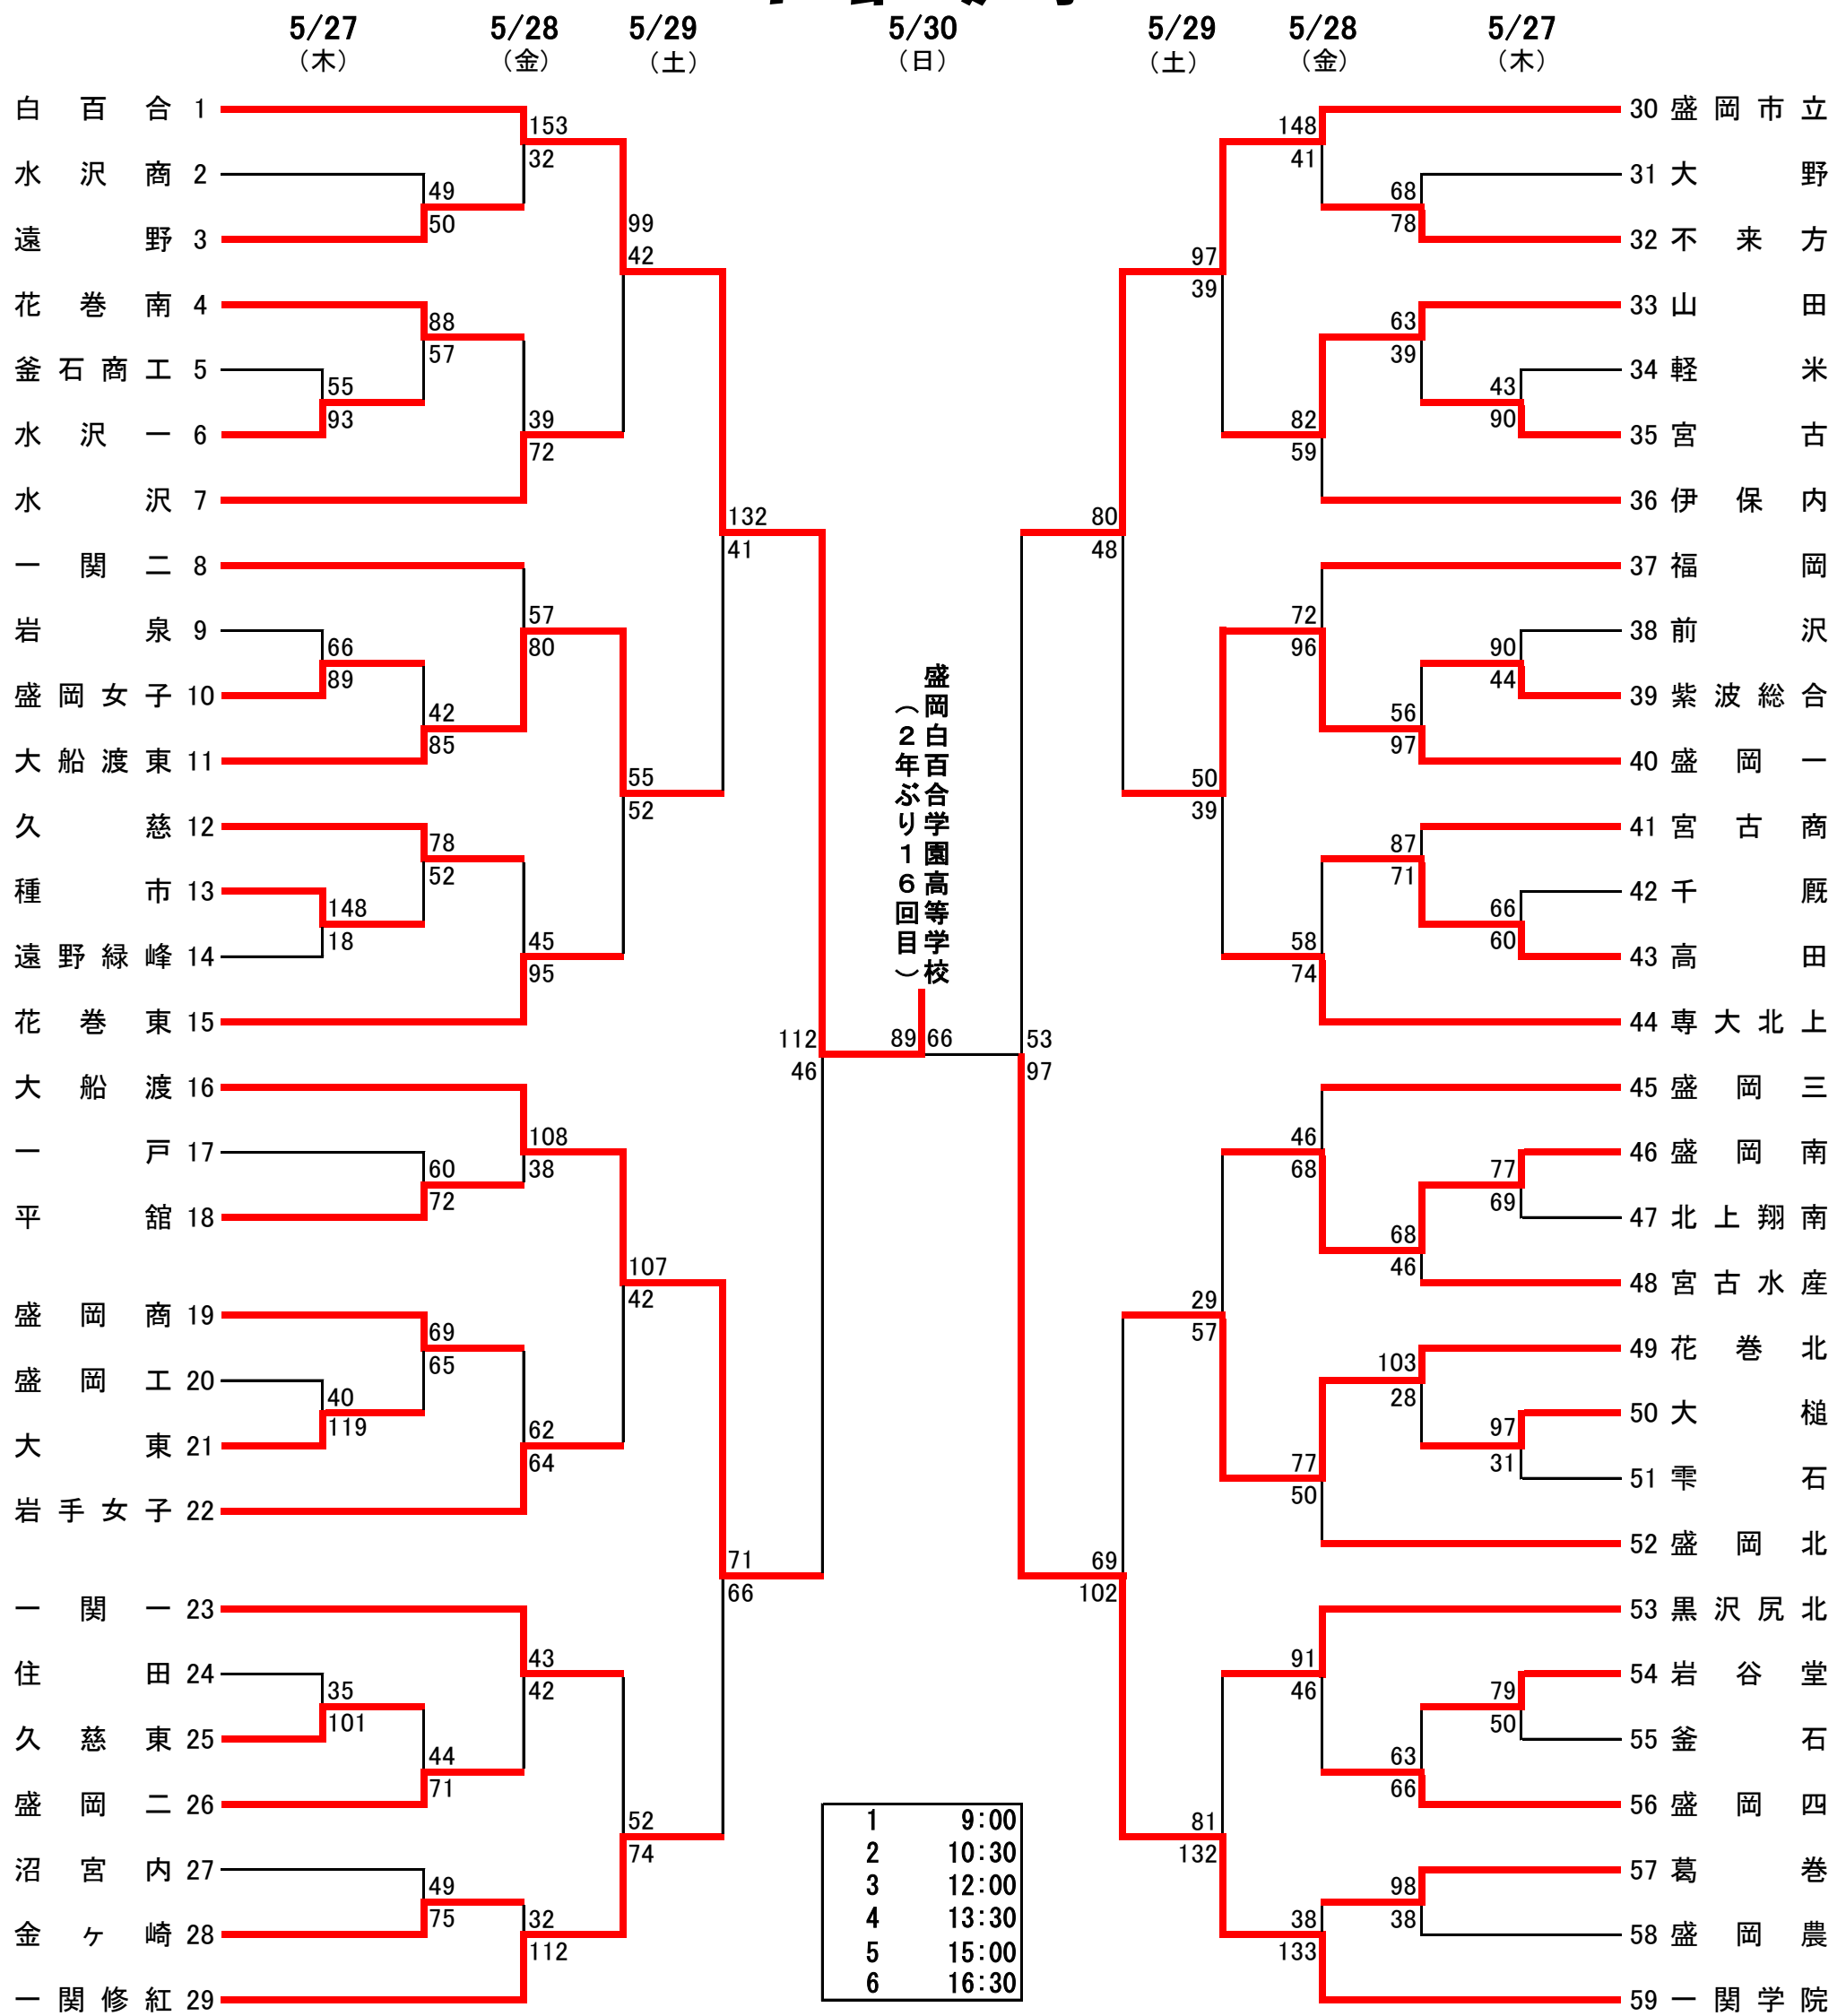 5/27 5/28 5/29 5/30 5/29 5/28 5/27
（木） （金） （土） （日） （土） （金） （木）
白百合 1
水沢商 2
遠野 3
花巻南 4
釜石商工 5
水沢一 6
水沢 7
一関二 8
岩泉 9
盛岡女子 10
大船渡東 11
久慈 12
種市 13
遠野緑峰 14
花巻東 15
大船渡 16
一戸 17
平舘 18
盛岡商 19
盛岡工 20
大東 21
岩手女子 22
一関一 23
住田 24
久慈東 25
盛岡二 26
沼宮内 27
金ヶ崎 28
一関修紅 29
55
93
66
89
148
18
40
119
35
101
49
50
88
57
42
85
78
52
60
72
69
65
44
71
49
75
153
32
39
72
57
80
45
95
108
38
62
64
43
42
32
112
99
42
55
52
107
42
52
74
132
41
71
66
112
46
盛岡白百合学園高等学校
（２年ぶり１６回目）
89 66
53
97
80
48
69
102
97
39
50
39
29
57
81
132
148
41
82
59
72
96
58
74
46
68
77
50
91
46
38
133
68
78
63
39
56
97
87
71
68
46
103
28
63
66
98
38
43
90
90
44
66
60
77
69
97
31
79
50
30 盛岡市立
31 大野
32 不来方
33 山田
34 軽米
35 宮古
36 伊保内
37 福岡
38 前沢
39 紫波総合
40 盛岡一
41 宮古商
42 千厩
43 高田
44 専大北上
45 盛岡三
46 盛岡南
47 北上翔南
48 宮古水産
49 花巻北
50 大槌
51 雫石
52 盛岡北
53 黒沢尻北
54 岩谷堂
55 釜石
56 盛岡四
57 葛巻
58 盛岡農
59 一関学院
1 9:00
2 10:30
3 12:00
4 13:30
5 15:00
6 16:30